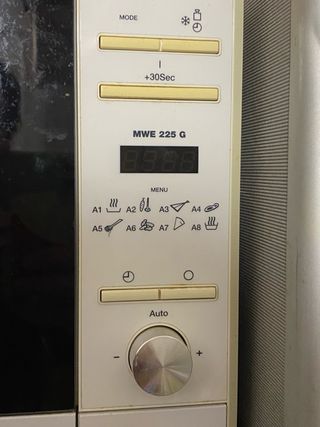 MODE
I
+30Sec
MWE 225 G
MENU
A1 A2 A3 A4
A5 A6 A7 A8
Auto
- +